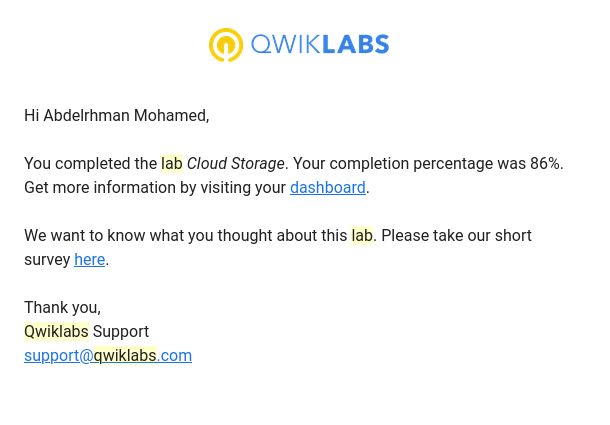 QWIKLABS
Hi Abdelrhman Mohamed,
You completed the lab Cloud Storage. Your completion percentage was 86%.
Get more information by visiting your dashboard.
We want to know what you thought about this lab. Please take our short
survey here.
Thank you,
Qwiklabs Support
support@qwiklabs.com